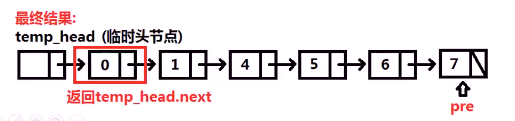 最终结果:
temp_head (临时头节点)
0 1 4 5 6 7
返回temp_head.next
pre